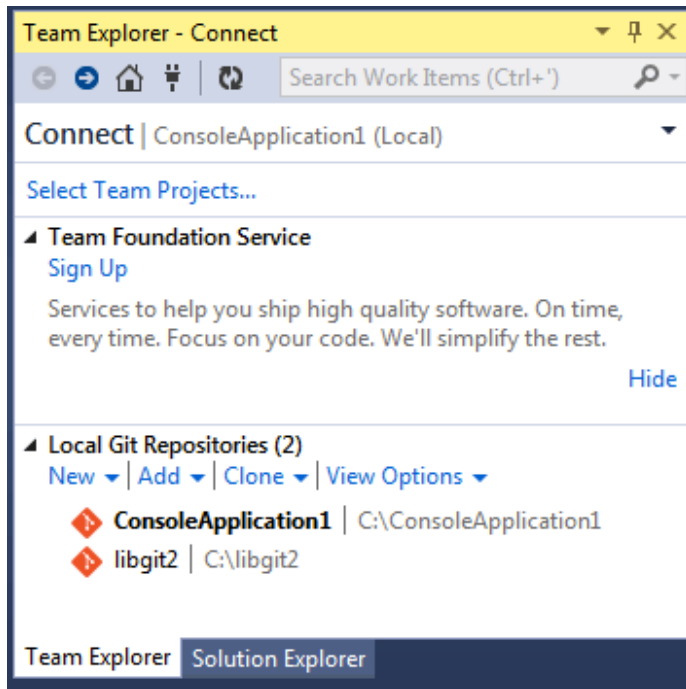 Team Explorer - Connect
Search Work Items (Ctrl+')
Connect | ConsoleApplication1 (Local)
Select Team Projects...
Team Foundation Service
Sign Up
Services to help you ship high quality software. On time,
every time. Focus on your code. We'll simplify the rest.
Hide
Local Git Repositories (2)
New | Add | Clone | View Options
ConsoleApplication1 | C:\ConsoleApplication1
libgit2 | C:\libgit2
Team Explorer Solution Explorer